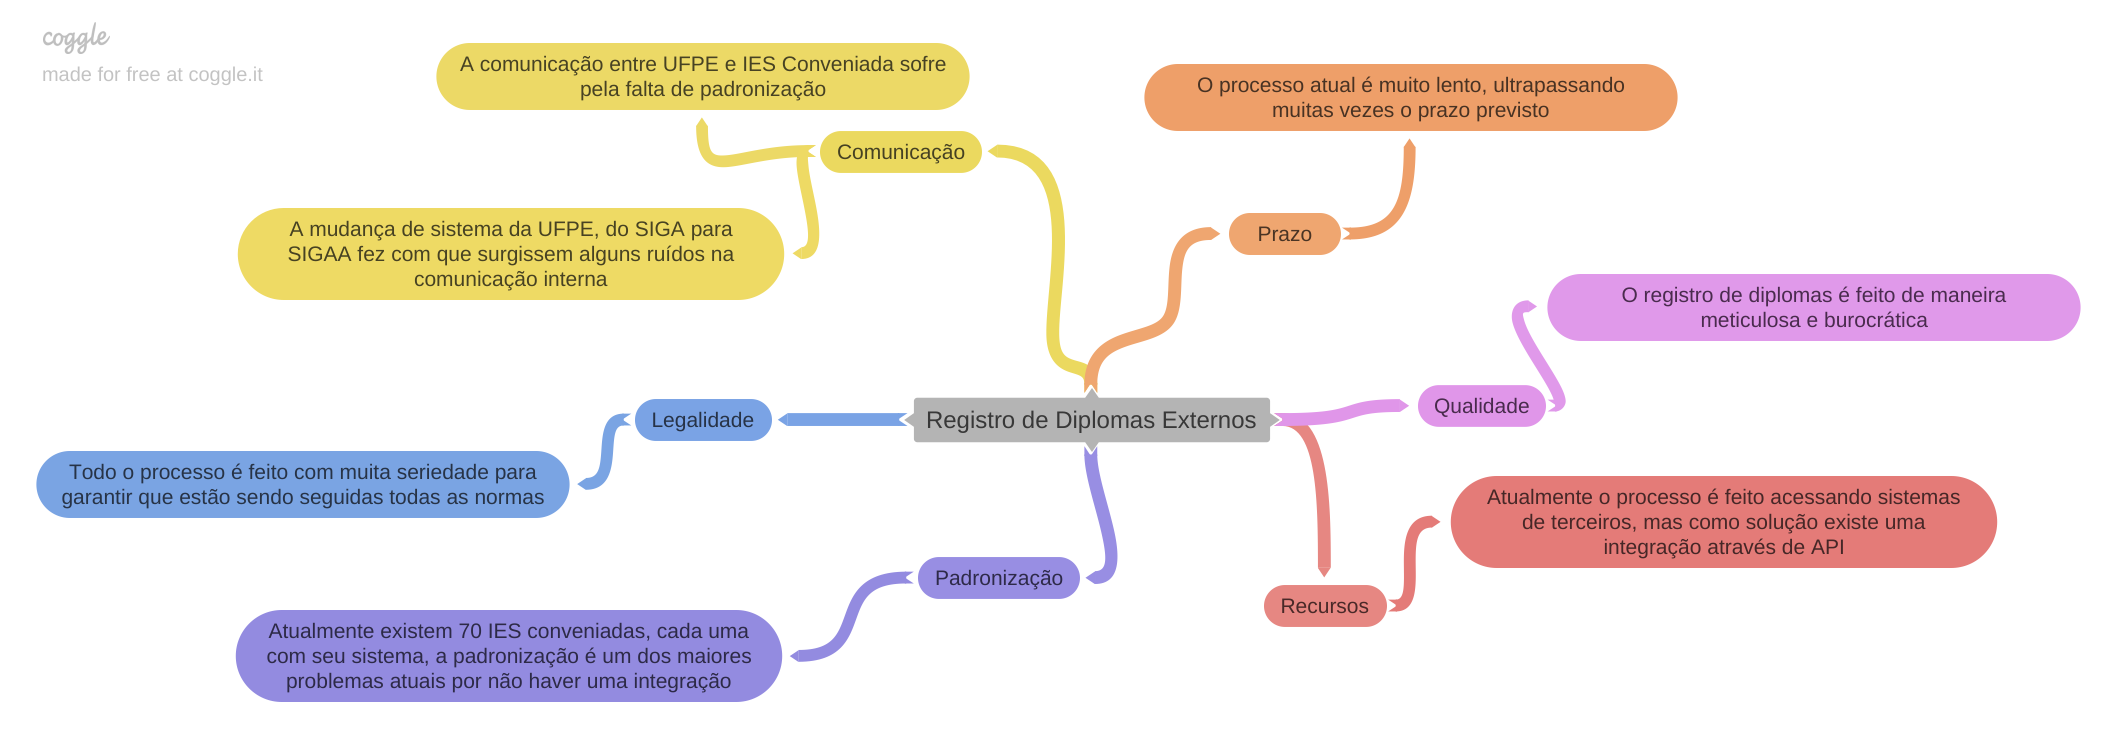 coggle
made for free at coggle.it
A comunicação entre UFPE e IES Conveniada sofre
pela falta de padronização
Comunicação
A mudança de sistema da UFPE, do SIGA para
SIGAA fez com que surgissem alguns ruídos na
comunicação interna
O processo atual é muito lento, ultrapassando
muitas vezes o prazo previsto
Prazo
O registro de diplomas é feito de maneira
meticulosa e burocrática
Qualidade
Registro de Diplomas Externos
Legalidade
Todo o processo é feito com muita seriedade para
garantir que estão sendo seguidas todas as normas
Atualmente o processo é feito acessando sistemas
de terceiros, mas como solução existe uma
integração através de API
Recursos
Padronização
Atualmente existem 70 IES conveniadas, cada uma
com seu sistema, a padronização é um dos maiores
problemas atuais por não haver uma integração